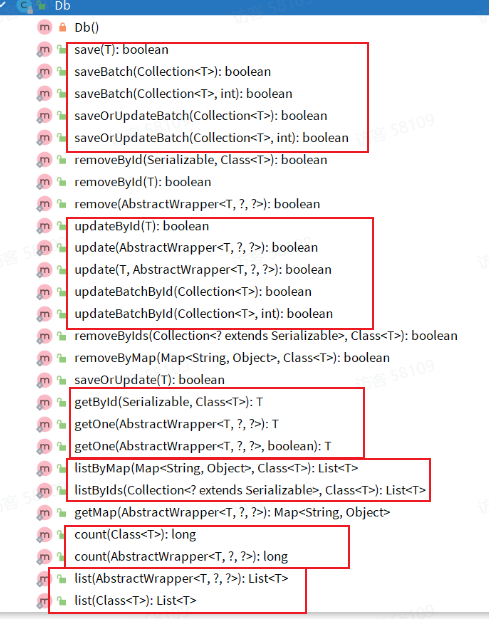 Db
Db()
save(T): boolean
saveBatch(Collection<T>): boolean
saveBatch(Collection<T>, int): boolean
saveOrUpdateBatch(Collection<T>): boolean
saveOrUpdateBatch(Collection<T>, int): boolean
removeById(Serializable, Class<T>): boolean
removeById(T): boolean
remove(AbstractWrapper<T, ?, ?>): boolean
updateById(T): boolean
update(AbstractWrapper<T, ?, ?>): boolean
update(T, AbstractWrapper<T, ?, ?>): boolean
updateBatchById(Collection<T>): boolean
updateBatchById(Collection<T>, int): boolean
removeByIds(Collection<? extends Serializable>, Class<T>): boolean
removeByMap(Map<String, Object>, Class<T>): boolean
saveOrUpdate(T): boolean
getById(Serializable, Class<T>): T
getOne(AbstractWrapper<T, ?, ?>): T
getOne(AbstractWrapper<T, ?, ?>, boolean): T
listByMap(Map<String, Object>, Class<T>): List<T>
listByIds(Collection<? extends Serializable>, Class<T>): List<T>
getMap(AbstractWrapper<T, ?, ?>): Map<String, Object>
count(Class<T>): long
count(AbstractWrapper<T, ?, ?>): long
list(AbstractWrapper<T, ?, ?>): List<T>
list(Class<T>): List<T>